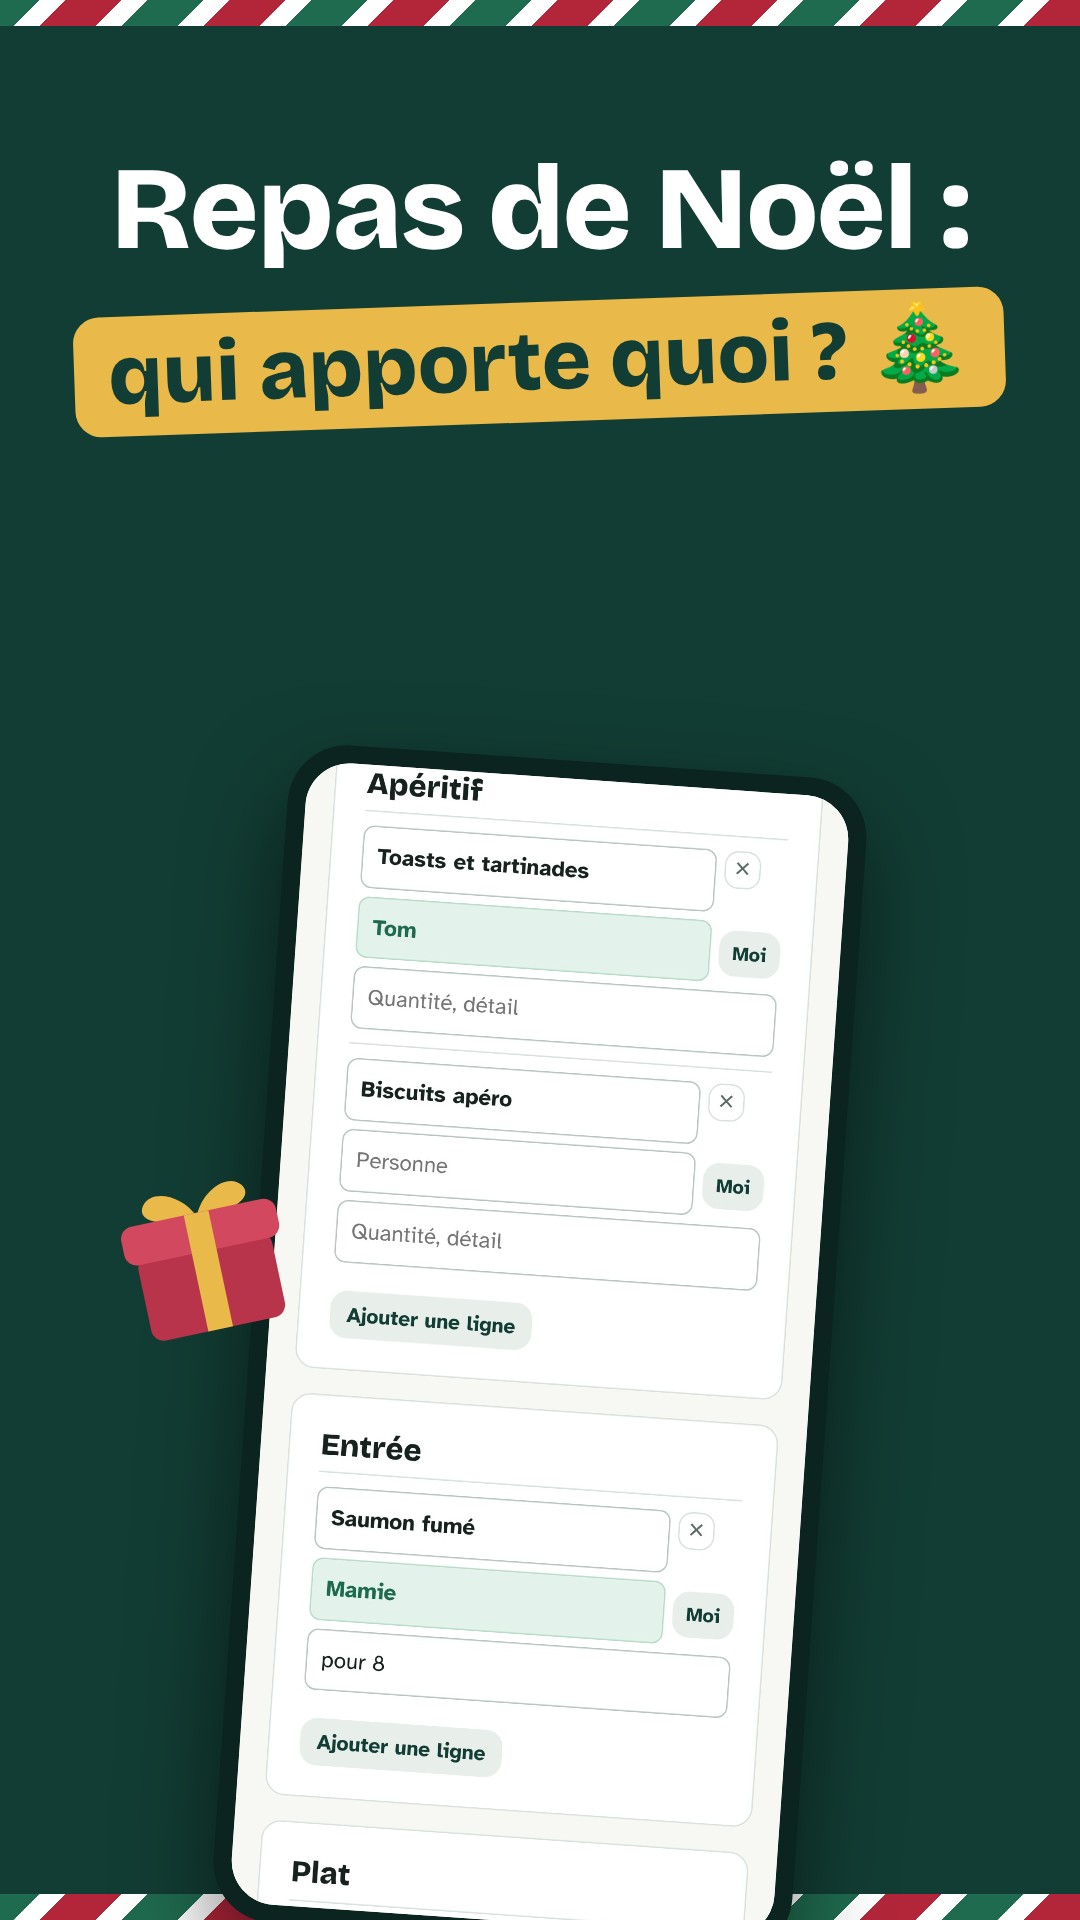 Repas de Noël :
qui apporte quoi ? 🎄
Apéritif
Toasts et tartinades
×
Tom
Moi
Quantité, détail
Biscuits apéro
×
Personne
Moi
Quantité, détail
Ajouter une ligne
Entrée
Saumon fumé
×
Mamie
Moi
pour 8
Ajouter une ligne
Plat